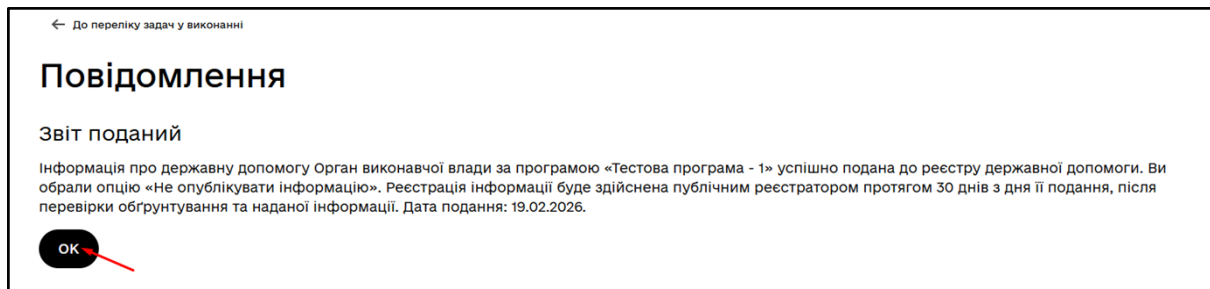 ← До переліку задач у виконанні
Повідомлення
Звіт поданий
Інформація про державну допомогу Орган виконавчої влади за програмою «Тестова програма - 1» успішно подана до реєстру державної допомоги. Ви
обрали опцію «Не опублікувати інформацію». Реєстрація інформації буде здійснена публічним реєстратором протягом 30 днів з дня її подання, після
перевірки обґрунтування та наданої інформації. Дата подання: 19.02.2026.
ОК